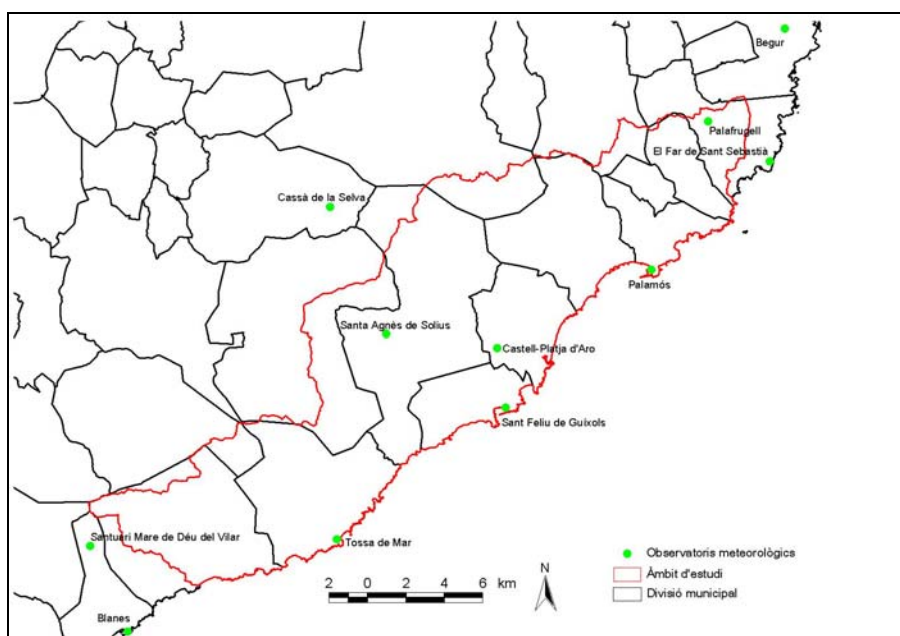 Begur
Palafrugell
El Far de Sant Sebastià
Cassà de la Selva
Palamós
Santa Agnès de Solius
Castell-Platja d'Aro
Sant Feliu de Guíxols
Santuari Mare de Déu del Vilar
Tossa de Mar
Blanes
2 0 2 4 6 km
N
Observatoris meteorològics
Àmbit d'estudi
Divisió municipal